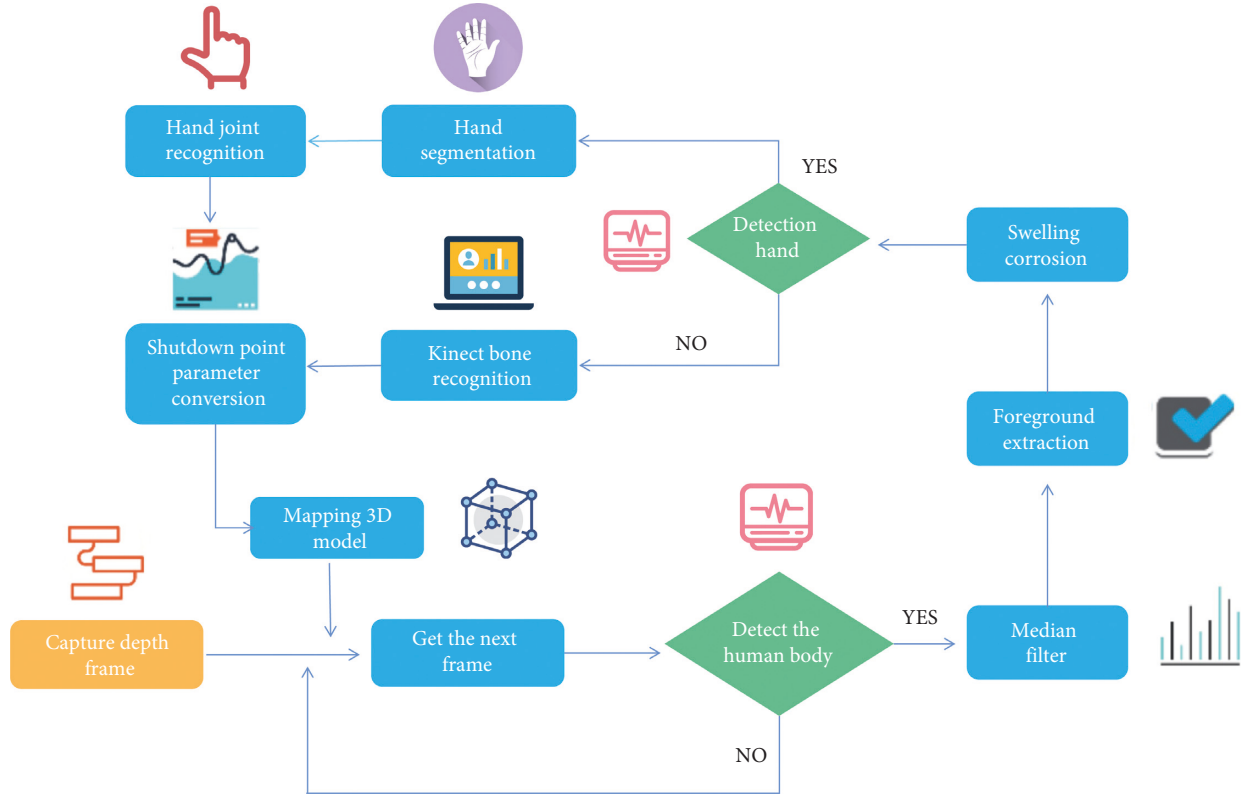 Hand joint
recognition
Hand
segmentation
YES
Detection
hand
Swelling
corrosion
NO
Shutdown point
parameter
conversion
Kinect bone
recognition
Foreground
extraction
Mapping 3D
model
Capture depth
frame
Get the next
frame
Detect the
human body
YES
Median
filter
NO